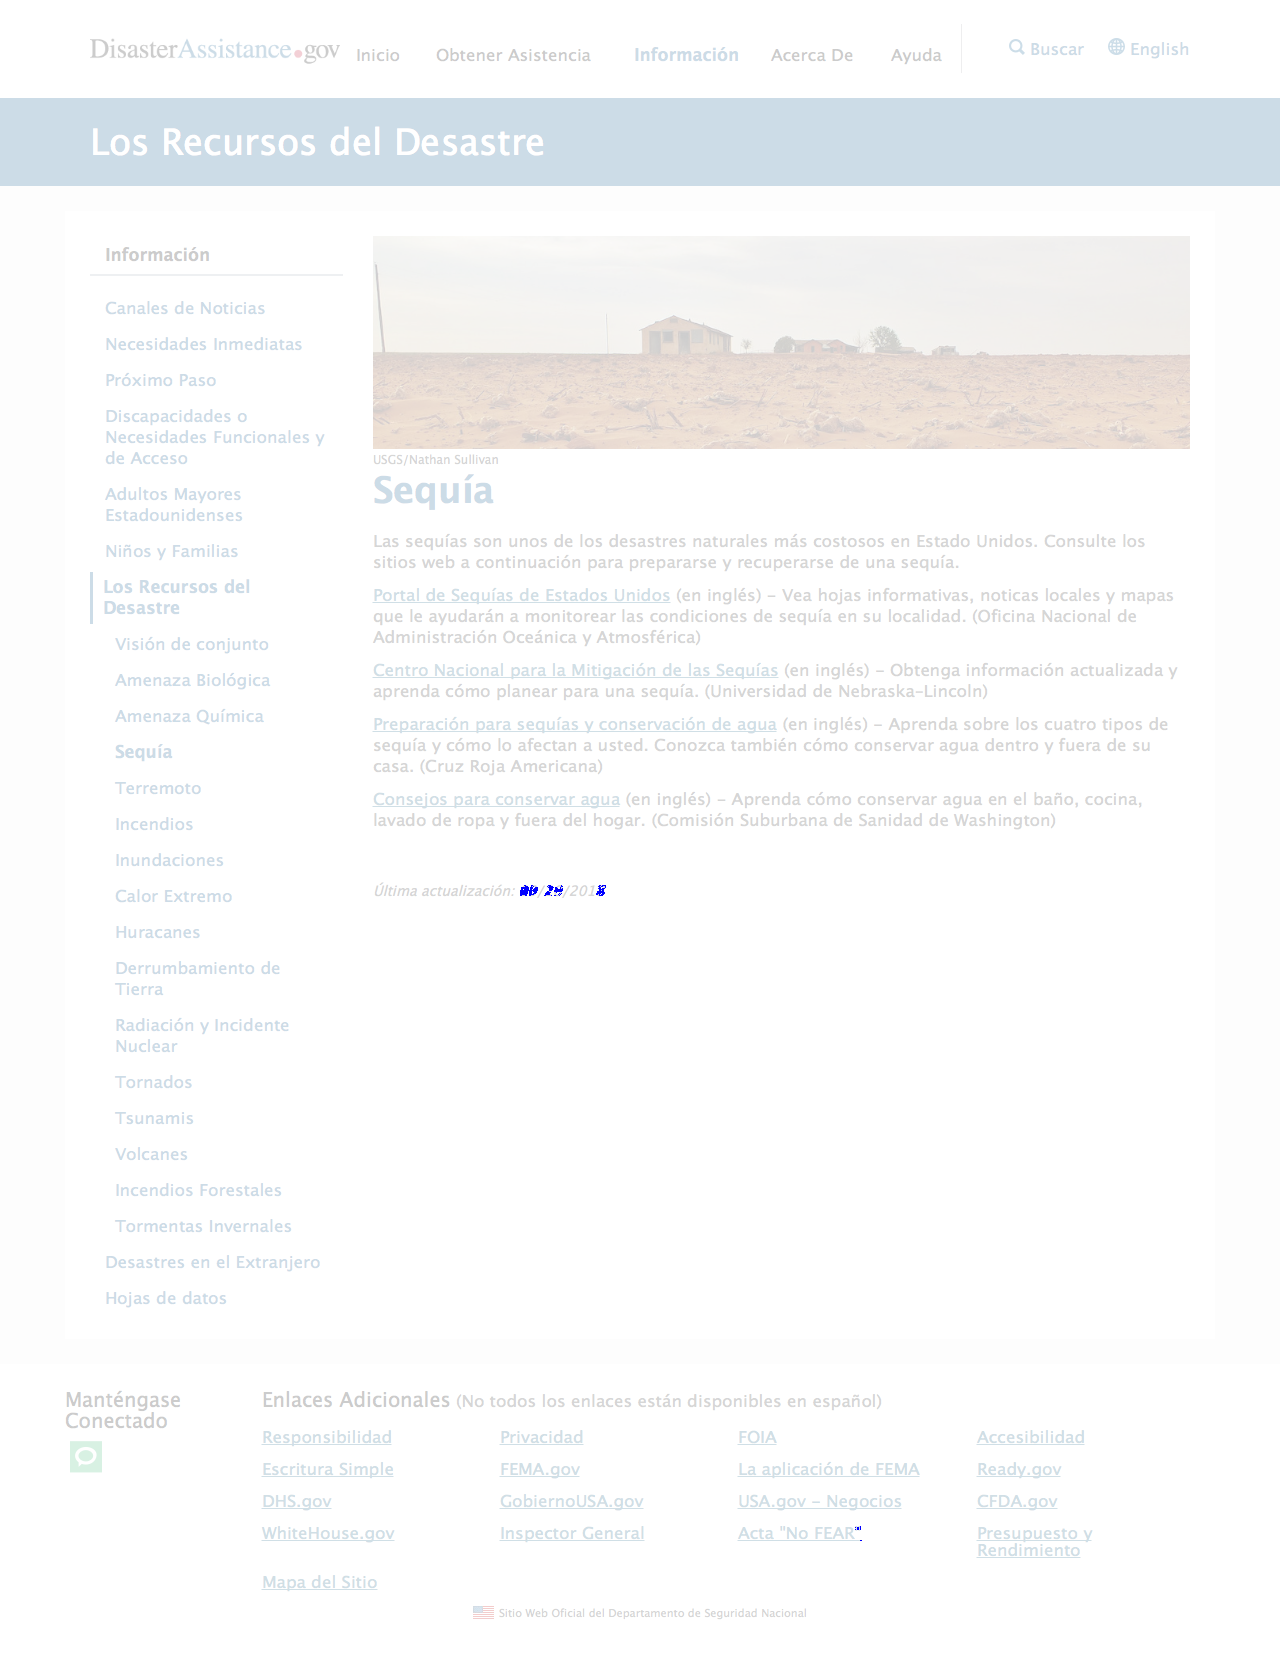 DisasterAssistance.gov
Inicio
Obtener Asistencia
Información
Acerca De
Ayuda
Buscar
English
Los Recursos del Desastre
Información
Canales de Noticias
Necesidades Inmediatas
Próximo Paso
Discapacidades o
Necesidades Funcionales y
de Acceso
Adultos Mayores
Estadounidenses
Niños y Familias
Los Recursos del
Desastre
Visión de conjunto
Amenaza Biológica
Amenaza Química
Sequía
Terremoto
Incendios
Inundaciones
Calor Extremo
Huracanes
Derrumbamiento de
Tierra
Radiación y Incidente
Nuclear
Tornados
Tsunamis
Volcanes
Incendios Forestales
Tormentas Invernales
Desastres en el Extranjero
Hojas de datos
USGS/Nathan Sullivan
Sequía
Las sequías son unos de los desastres naturales más costosos en Estado Unidos. Consulte los
sitios web a continuación para prepararse y recuperarse de una sequía.
Portal de Sequías de Estados Unidos (en inglés) – Vea hojas informativas, noticas locales y mapas
que le ayudarán a monitorear las condiciones de sequía en su localidad. (Oficina Nacional de
Administración Oceánica y Atmosférica)
Centro Nacional para la Mitigación de las Sequías (en inglés) – Obtenga información actualizada y
aprenda cómo planear para una sequía. (Universidad de Nebraska-Lincoln)
Preparación para sequías y conservación de agua (en inglés) – Aprenda sobre los cuatro tipos de
sequía y cómo lo afectan a usted. Conozca también cómo conservar agua dentro y fuera de su
casa. (Cruz Roja Americana)
Consejos para conservar agua (en inglés) – Aprenda cómo conservar agua en el baño, cocina,
lavado de ropa y fuera del hogar. (Comisión Suburbana de Sanidad de Washington)
Última actualización:
Manténgase
Conectado
Enlaces Adicionales (No todos los enlaces están disponibles en español)
Responsibilidad
Privacidad
FOIA
Accesibilidad
Escritura Simple
FEMA.gov
La aplicación de FEMA
Ready.gov
DHS.gov
GobiernoUSA.gov
USA.gov – Negocios
CFDA.gov
WhiteHouse.gov
Inspector General
Acta "No FEAR"
Presupuesto y
Rendimiento
Mapa del Sitio
Sitio Web Oficial del Departamento de Seguridad Nacional